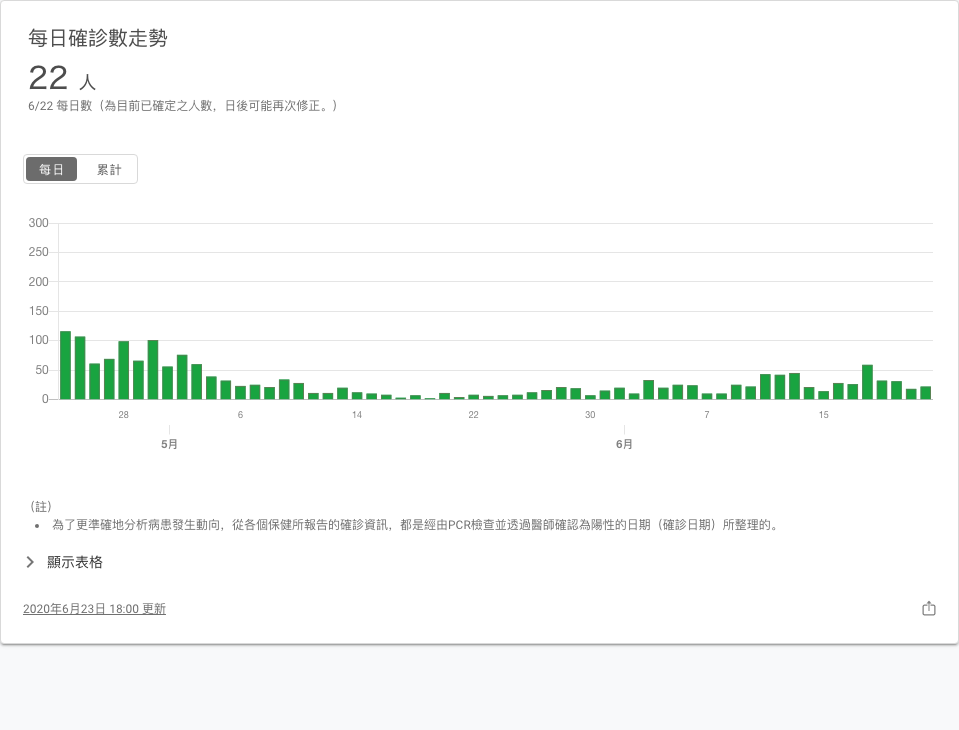 每日確診數走勢
22 人
6/22 每日數（為目前已確定之人數，日後可能再次修正。）
每日 累計
300
250
200
150
100
50
0
28 6 14 22 30 7 15
5月 6月
（註）
• 為了更準確地分析病患發生動向，從各個保健所報告的確診資訊，都是經由PCR檢查並透過醫師確認為陽性的日期（確診日期）所整理的。
顯示表格
2020年6月23日 18:00 更新